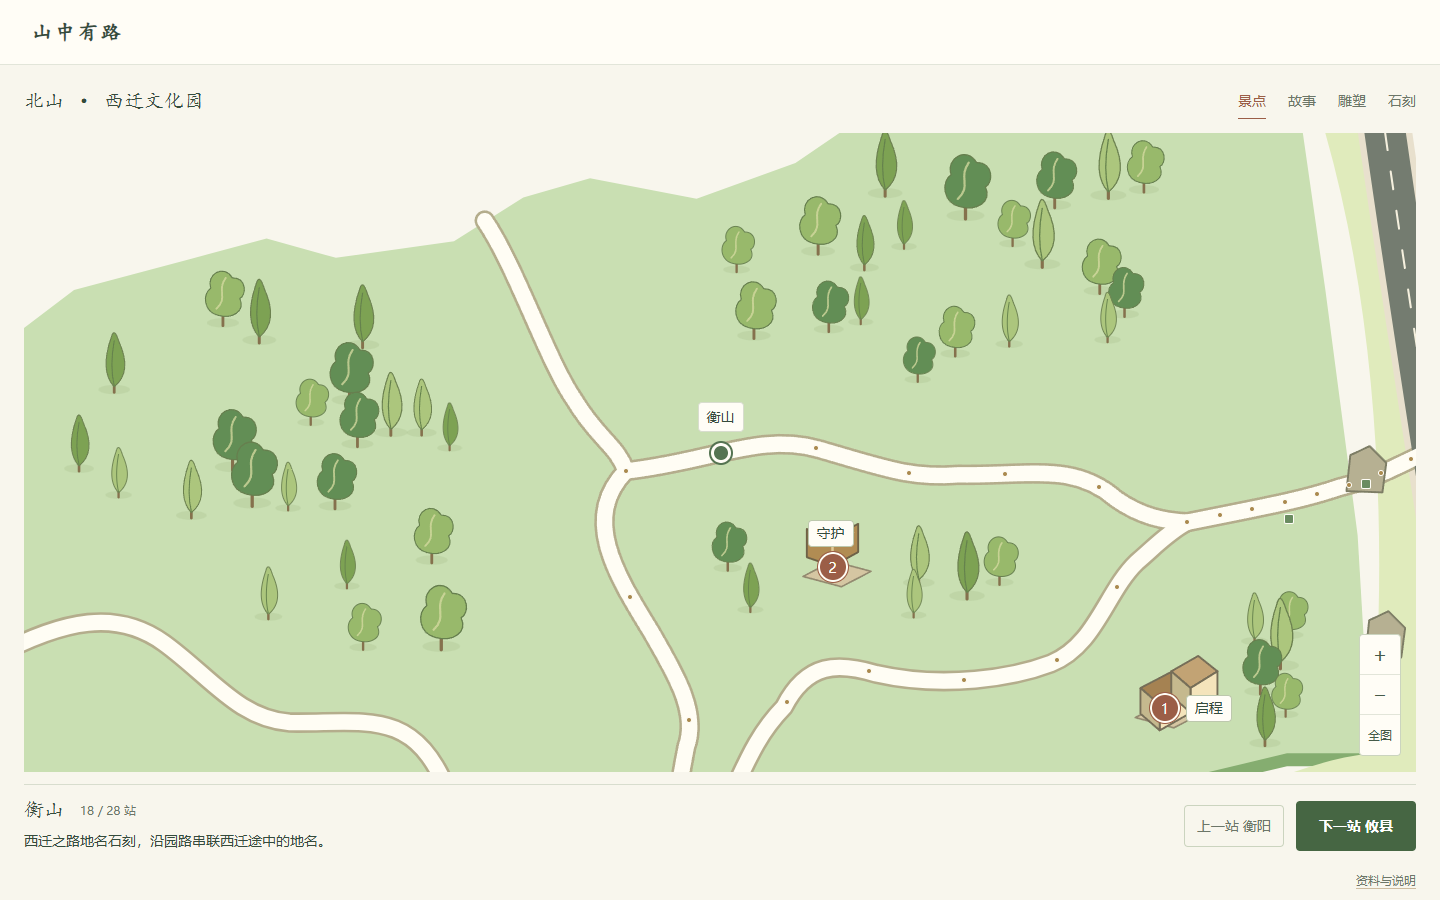 山中有路
北山 • 西迁文化园
景点 故事 雕塑 石刻
衡山
守护
2
1
启程
+
−
全图
衡山 18 / 28 站
西迁之路地名石刻，沿园路串联西迁途中的地名。
上一站 衡阳
下一站 攸县
资料与说明